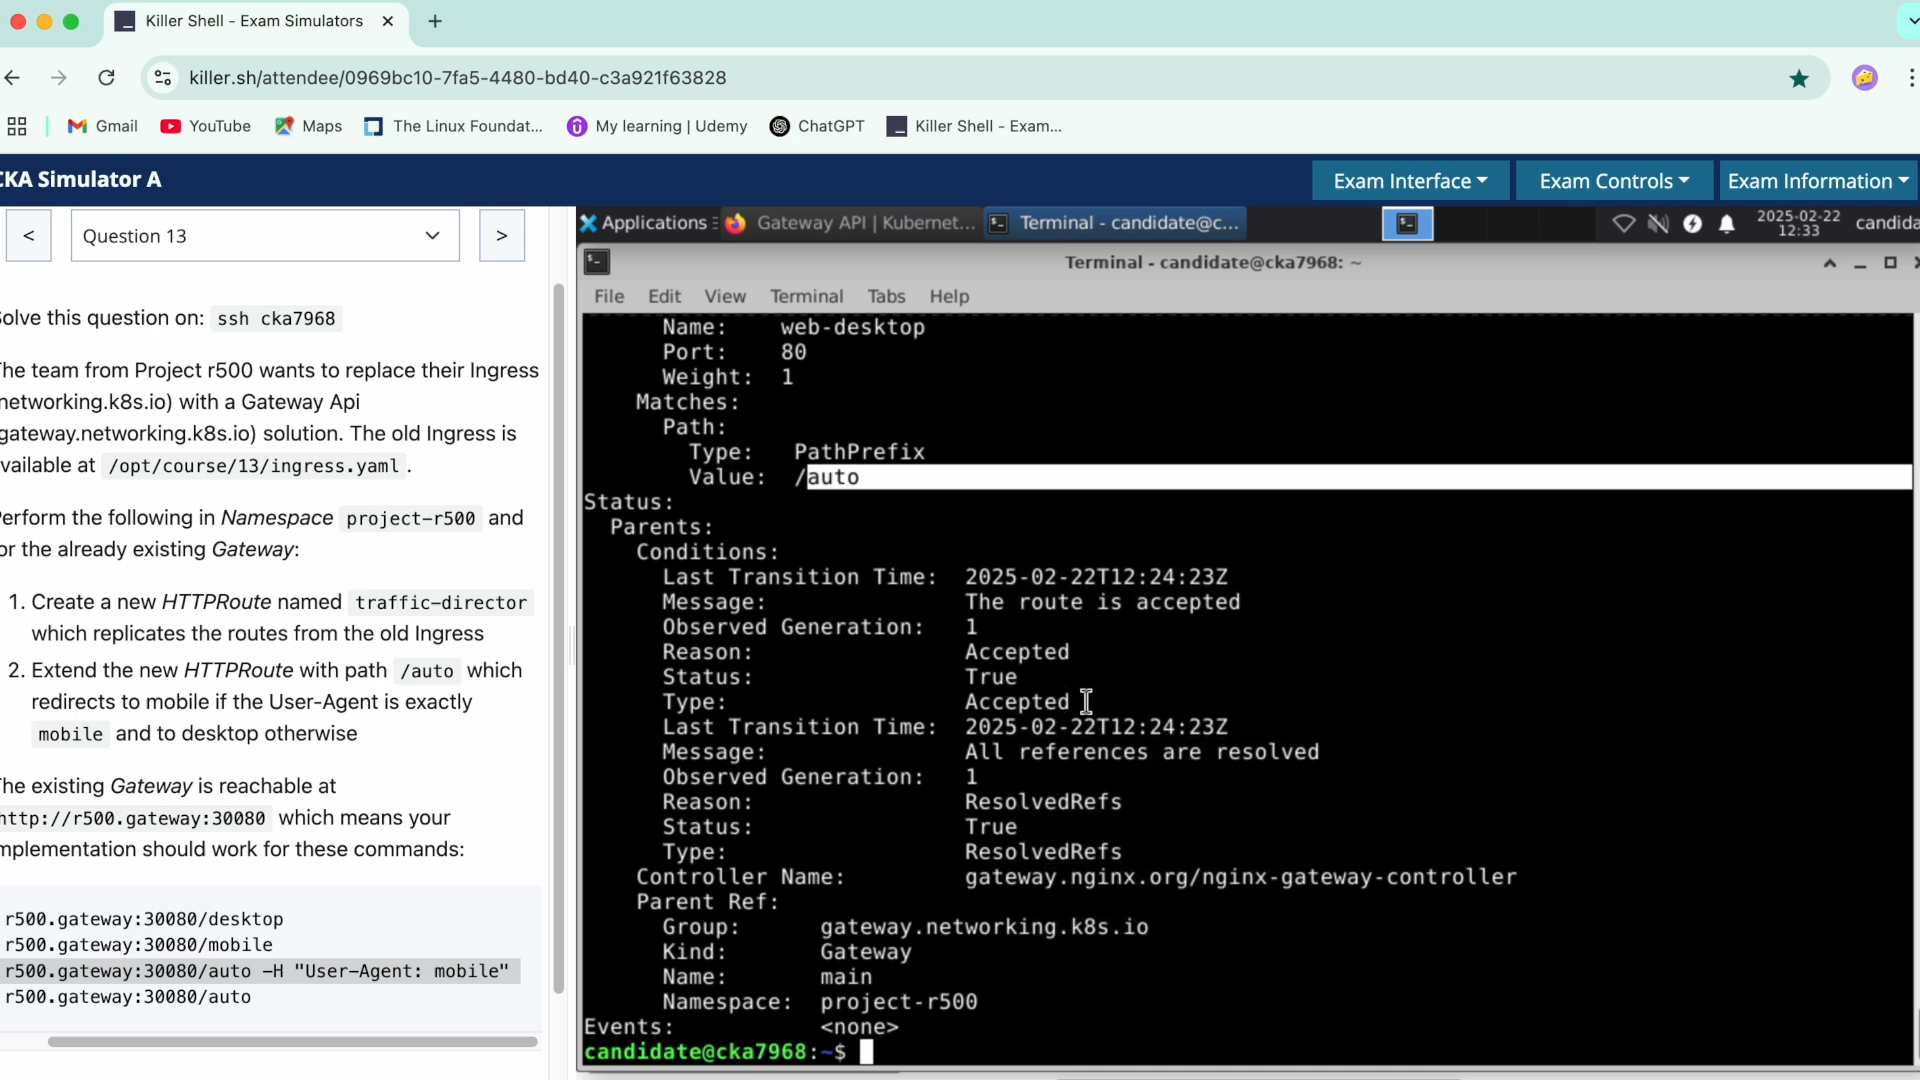 Killer Shell - Exam Simulators
killer.sh/attendee/0969bc10-7fa5-4480-bd40-c3a921f63828
Gmail YouTube Maps The Linux Foundat... My learning | Udemy ChatGPT Killer Shell - Exam...
CKA Simulator A
Exam Interface Exam Controls Exam Information
< Question 13 >
olve this question on: ssh cka7968
he team from Project r500 wants to replace their Ingress
networking.k8s.io) with a Gateway Api
gateway.networking.k8s.io) solution. The old Ingress is
vailable at /opt/course/13/ingress.yaml .
erform the following in Namespace project-r500 and
or the already existing Gateway:
1. Create a new HTTPRoute named traffic-director
which replicates the routes from the old Ingress
2. Extend the new HTTPRoute with path /auto which
redirects to mobile if the User-Agent is exactly
mobile and to desktop otherwise
he existing Gateway is reachable at
http://r500.gateway:30080 which means your
mplementation should work for these commands:
r500.gateway:30080/desktop
r500.gateway:30080/mobile
r500.gateway:30080/auto -H "User-Agent: mobile"
r500.gateway:30080/auto
Applications Gateway API | Kubernet... Terminal - candidate@c... 2025-02-22 12:33 candida
Terminal - candidate@cka7968: ~
File Edit View Terminal Tabs Help
Name: web-desktop
Port: 80
Weight: 1
Matches:
Path:
Type: PathPrefix
Value: /auto
Status:
Parents:
Conditions:
Last Transition Time: 2025-02-22T12:24:23Z
Message: The route is accepted
Observed Generation: 1
Reason: Accepted
Status: True
Type: Accepted
Last Transition Time: 2025-02-22T12:24:23Z
Message: All references are resolved
Observed Generation: 1
Reason: ResolvedRefs
Status: True
Type: ResolvedRefs
Controller Name: gateway.nginx.org/nginx-gateway-controller
Parent Ref:
Group: gateway.networking.k8s.io
Kind: Gateway
Name: main
Namespace: project-r500
Events: <none>
candidate@cka7968:~$